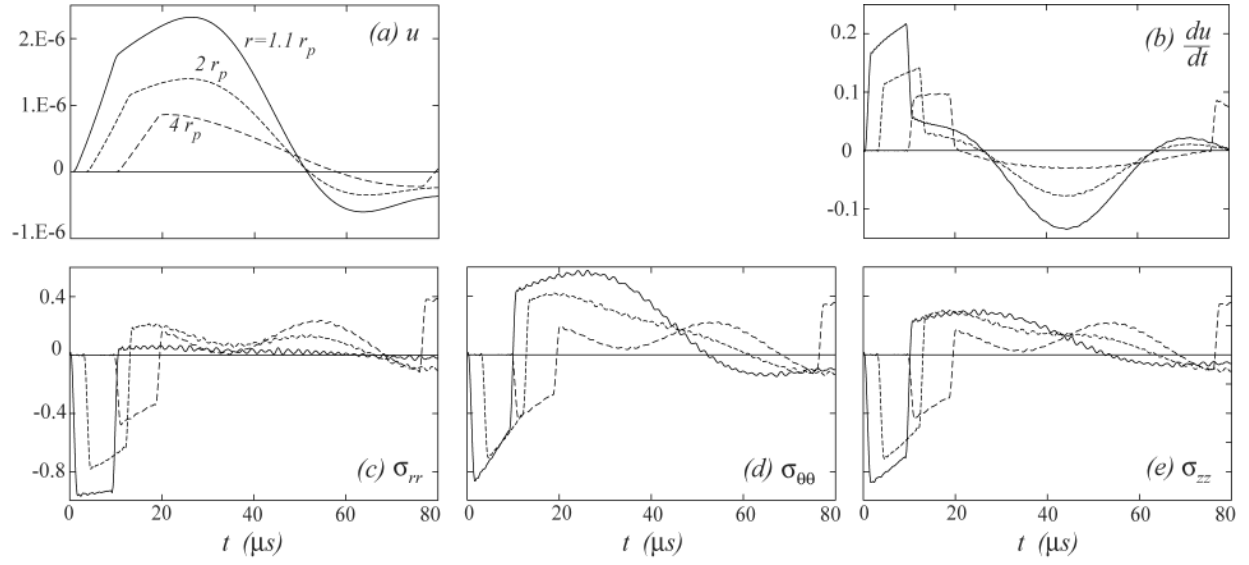 2.E-6
1.E-6
0
-1.E-6
(a) u
r=1.1 r_p
2 r_p
4 r_p
0.2
0.1
0
-0.1
(b) du/dt
0.4
0
-0.4
-0.8
(c) σ_rr
(d) σ_θθ
(e) σ_zz
0 20 40 60 80
0 20 40 60 80
0 20 40 60 80
t (μs)
t (μs)
t (μs)